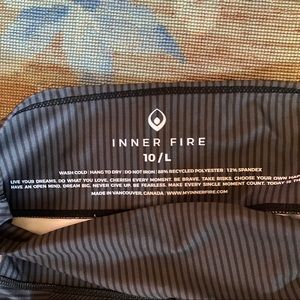 INNER FIRE
10/L
WASH COLD | HANG TO DRY | DO NOT IRON | 88% RECYCLED POLYESTER | 12% SPANDEX
LIVE YOUR DREAMS. DO WHAT YOU LOVE. CHERISH EVERY MOMENT. BE BRAVE. TAKE RISKS. CHOOSE YOUR OWN
HAVE AN OPEN MIND. DREAM BIG. NEVER GIVE UP. BE FEARLESS. MAKE EVERY SINGLE MOMENT COUNT. TODAY IS
MADE IN VANCOUVER, CANADA | WWW.MYINNERFIRE.COM